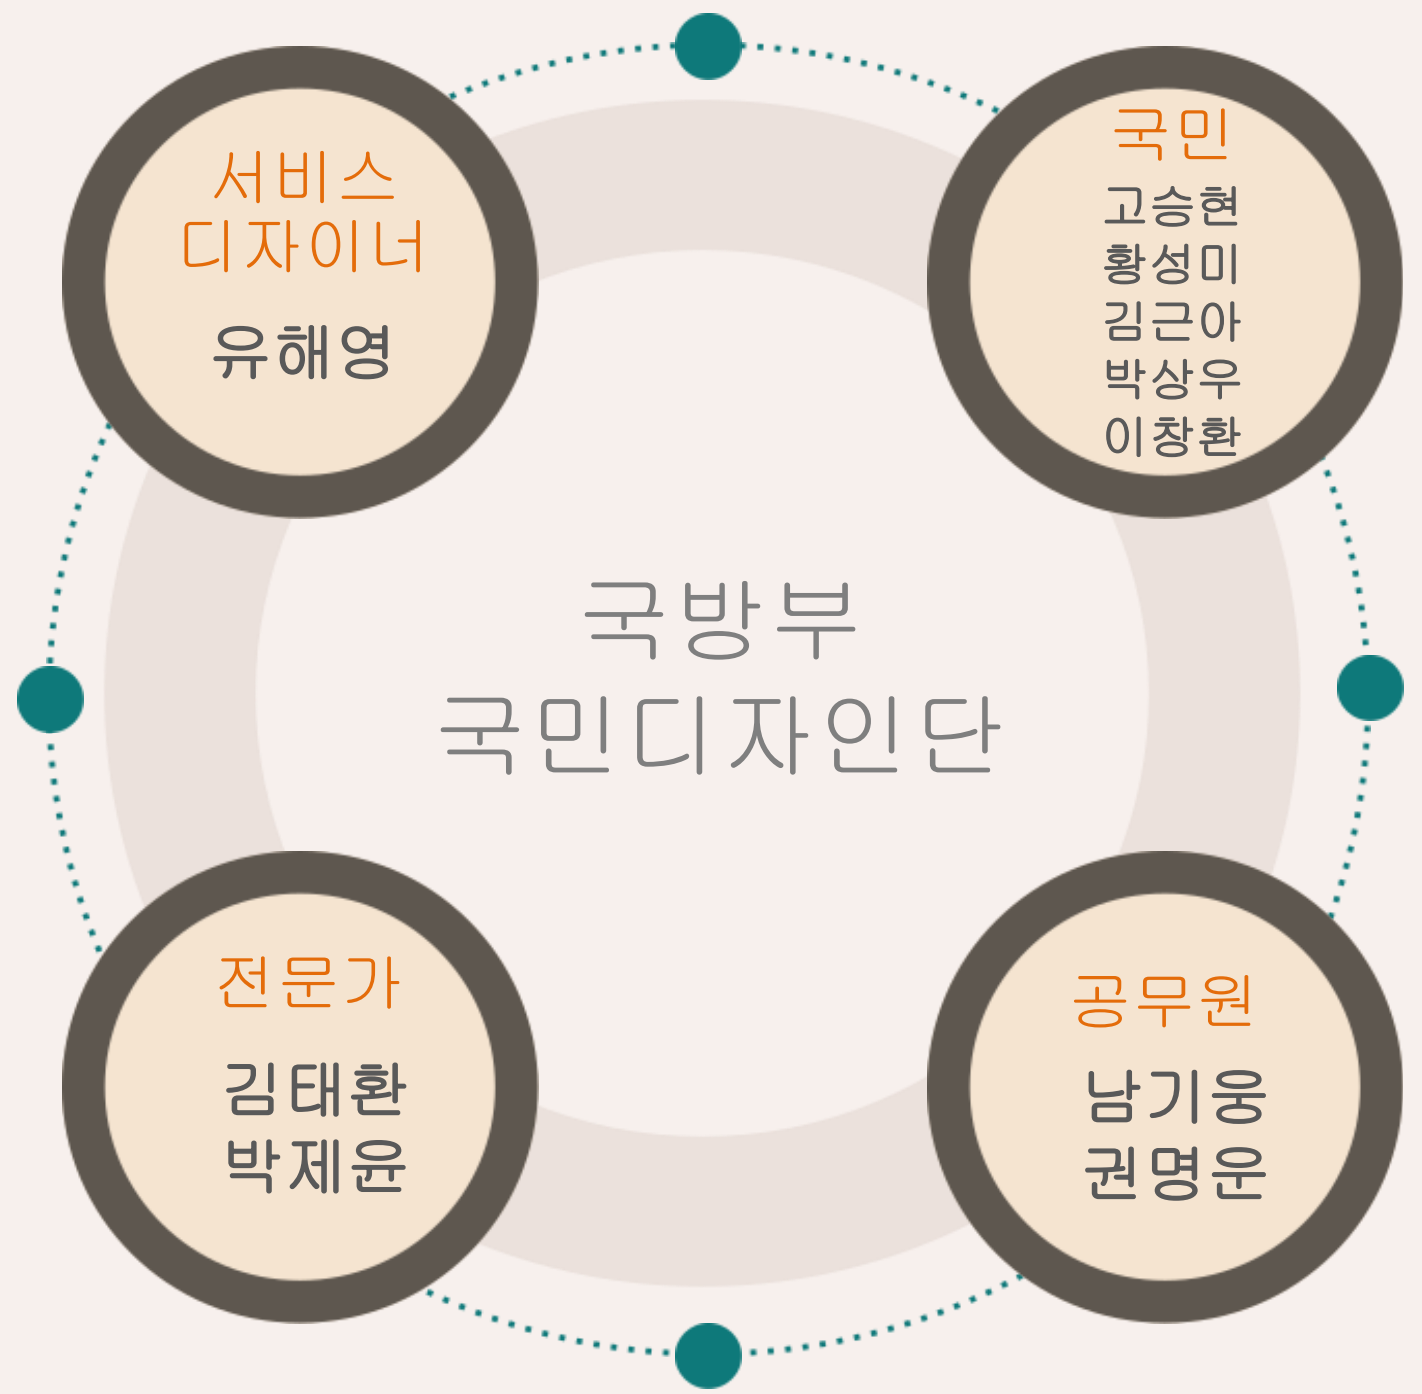 서비스
디자이너
유해영
국민
고승현
황성미
김근아
박상우
이창환
국방부
국민디자인단
전문가
김태환
박제윤
공무원
남기웅
권명운